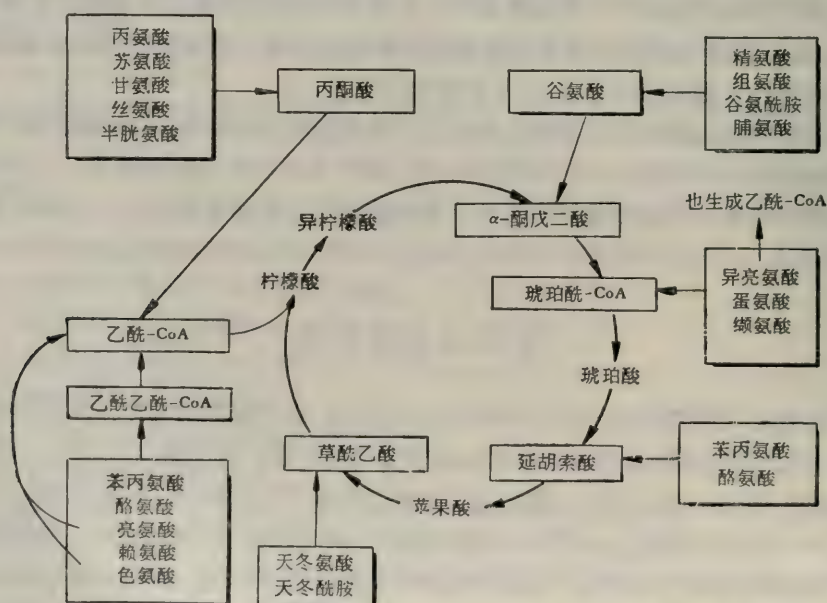 丙氨酸
苏氨酸
甘氨酸
丝氨酸
半胱氨酸
丙酮酸
谷氨酸
精氨酸
组氨酸
谷氨酰胺
脯氨酸
α-酮戊二酸
也生成乙酰-CoA
异柠檬酸
柠檬酸
琥珀酰-CoA
异亮氨酸
蛋氨酸
缬氨酸
乙酰-CoA
琥珀酸
乙酰乙酰-CoA
草酰乙酸
延胡索酸
苯丙氨酸
酪氨酸
苹果酸
苯丙氨酸
酪氨酸
亮氨酸
赖氨酸
色氨酸
天冬氨酸
天冬酰胺